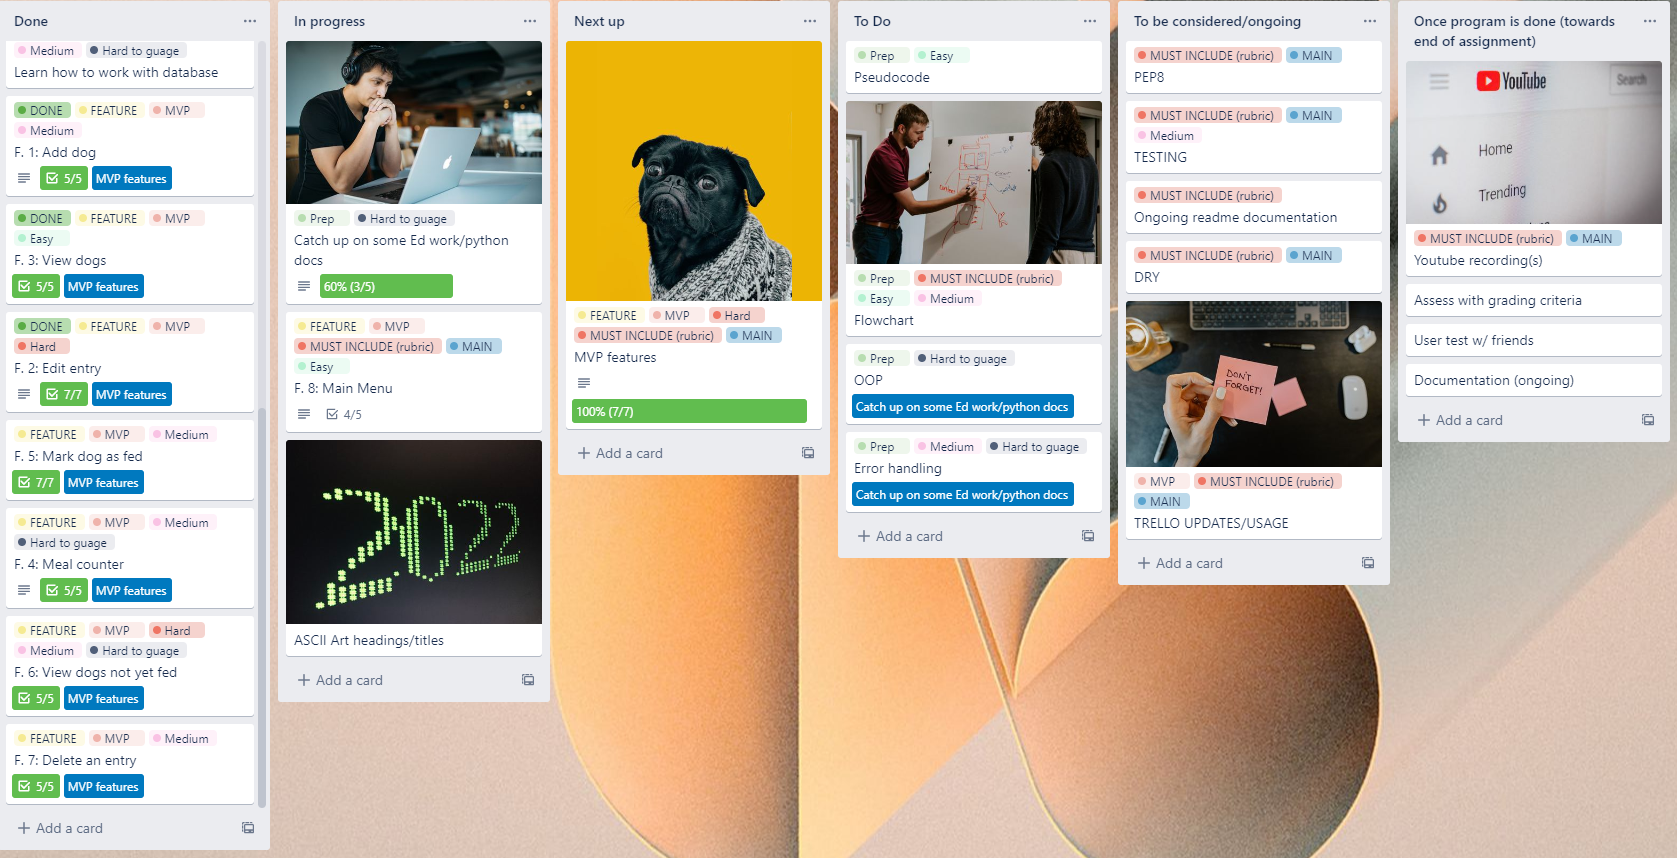 Done
Medium Hard to guage
Learn how to work with database
DONE FEATURE MVP
Medium
F. 1: Add dog
5/5 MVP features
DONE FEATURE MVP
Easy
F. 3: View dogs
5/5 MVP features
DONE FEATURE MVP
Hard
F. 2: Edit entry
7/7 MVP features
FEATURE MVP Medium
F. 5: Mark dog as fed
7/7 MVP features
FEATURE MVP Medium
Hard to guage
F. 4: Meal counter
5/5 MVP features
FEATURE MVP Hard
Medium Hard to guage
F. 6: View dogs not yet fed
5/5 MVP features
FEATURE MVP Medium
F. 7: Delete an entry
5/5 MVP features
+ Add a card
In progress
Prep Hard to guage
Catch up on some Ed work/python
docs
60% (3/5)
FEATURE MVP
MUST INCLUDE (rubric) MAIN
Easy
F. 8: Main Menu
4/5
2022
ASCII Art headings/titles
+ Add a card
Next up
FEATURE MVP Hard
MUST INCLUDE (rubric) MAIN
MVP features
100% (7/7)
+ Add a card
To Do
Prep Easy
Pseudocode
Prep MUST INCLUDE (rubric)
Easy Medium
Flowchart
Prep Hard to guage
OOP
Catch up on some Ed work/python docs
Prep Medium Hard to guage
Error handling
Catch up on some Ed work/python docs
+ Add a card
To be considered/ongoing
MUST INCLUDE (rubric) MAIN
PEP8
MUST INCLUDE (rubric) MAIN
Medium
TESTING
MUST INCLUDE (rubric)
Ongoing readme documentation
MUST INCLUDE (rubric) MAIN
DRY
DON'T
FORGET!
MVP MUST INCLUDE (rubric)
MAIN
TRELLO UPDATES/USAGE
+ Add a card
Once program is done (towards
end of assignment)
YouTube Search
Home
Trending
MUST INCLUDE (rubric) MAIN
Youtube recording(s)
Assess with grading criteria
User test w/ friends
Documentation (ongoing)
+ Add a card